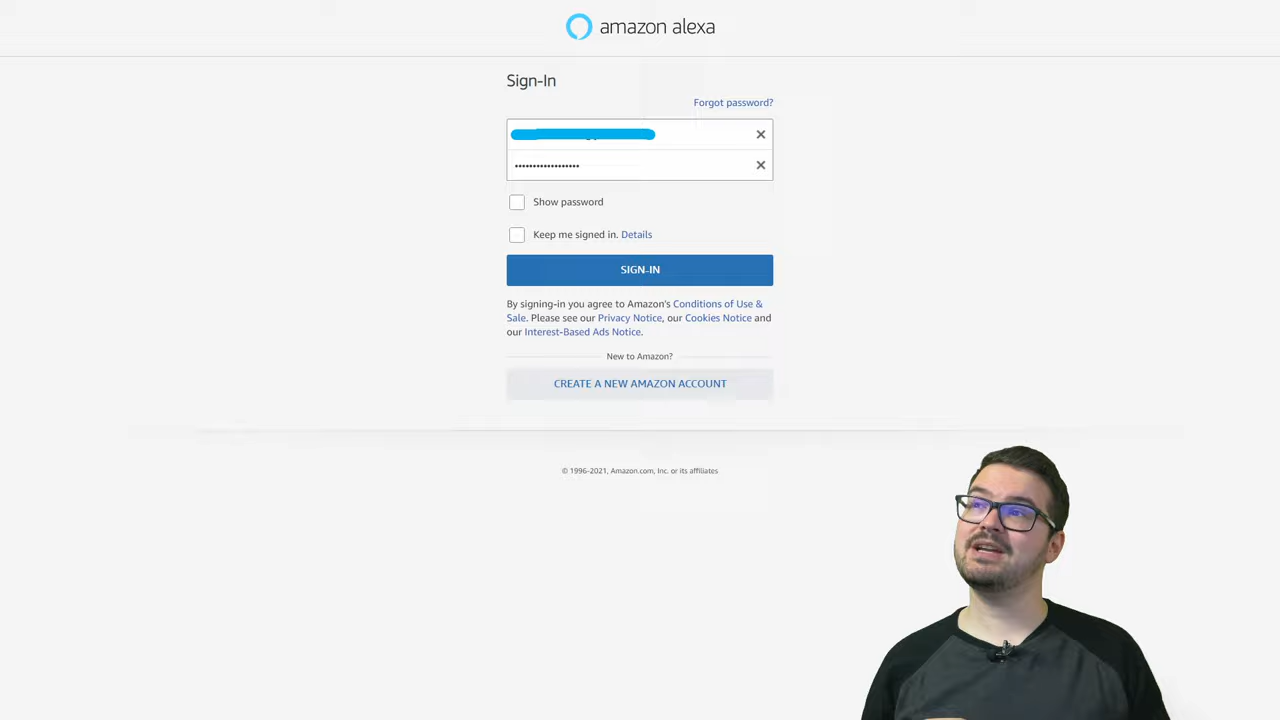 amazon alexa
Sign-In
Forgot password?
Show password
Keep me signed in. Details
SIGN-IN
By signing-in you agree to Amazon's Conditions of Use &
Sale. Please see our Privacy Notice, our Cookies Notice and
our Interest-Based Ads Notice.
New to Amazon?
CREATE A NEW AMAZON ACCOUNT
© 1996-2021, Amazon.com, Inc. or its affiliates